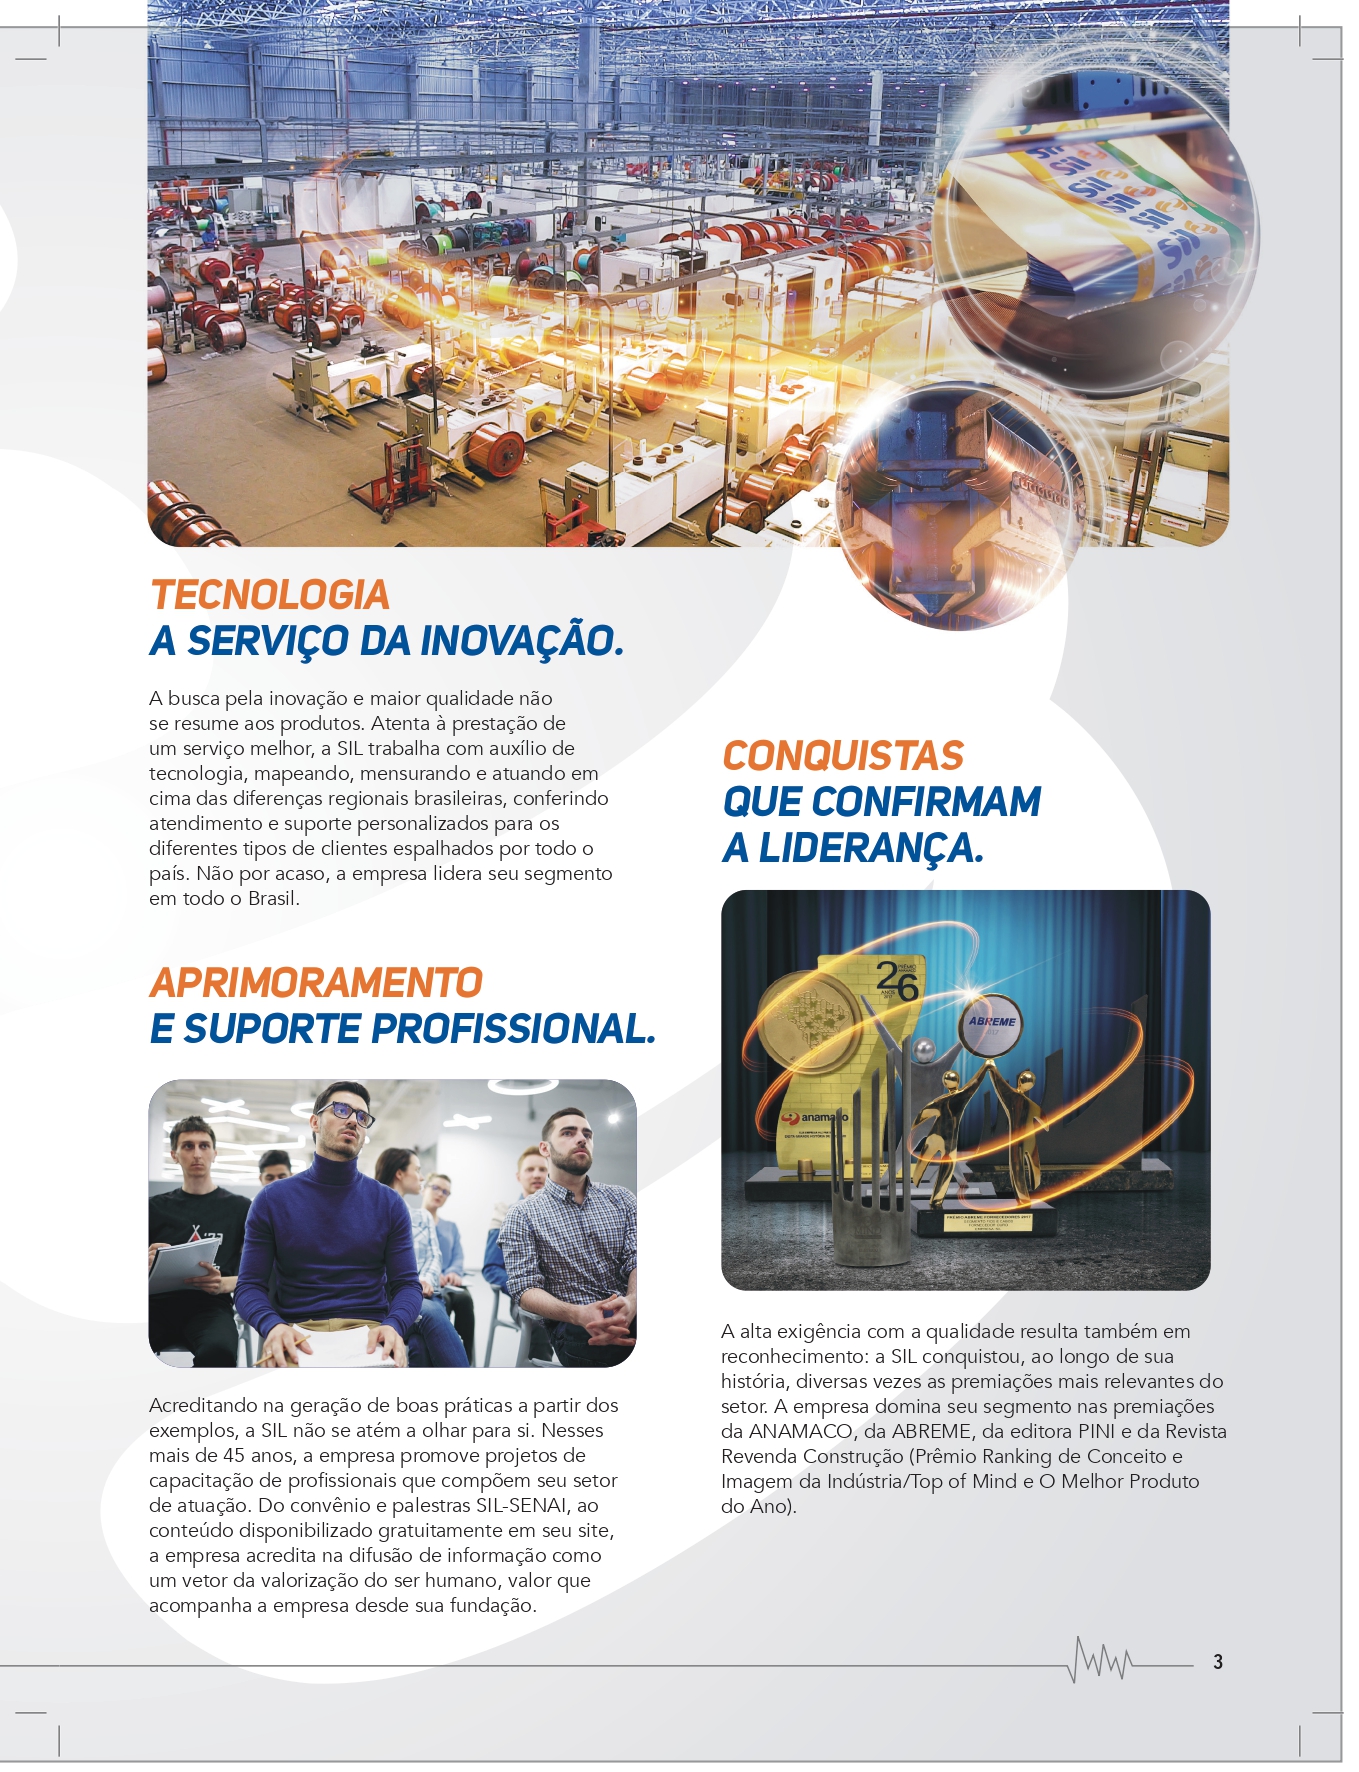 TECNOLOGIA
A SERVIÇO DA INOVAÇÃO.
A busca pela inovação e maior qualidade não
se resume aos produtos. Atenta à prestação de
um serviço melhor, a SIL trabalha com auxílio de
tecnologia, mapeando, mensurando e atuando em
cima das diferenças regionais brasileiras, conferindo
atendimento e suporte personalizados para os
diferentes tipos de clientes espalhados por todo o
país. Não por acaso, a empresa lidera seu segmento
em todo o Brasil.
APRIMORAMENTO
E SUPORTE PROFISSIONAL.
Acreditando na geração de boas práticas a partir dos
exemplos, a SIL não se atém a olhar para si. Nesses
mais de 45 anos, a empresa promove projetos de
capacitação de profissionais que compõem seu setor
de atuação. Do convênio e palestras SIL-SENAI, ao
conteúdo disponibilizado gratuitamente em seu site,
a empresa acredita na difusão de informação como
um vetor da valorização do ser humano, valor que
acompanha a empresa desde sua fundação.
CONQUISTAS
QUE CONFIRMAM
A LIDERANÇA.
26
PRÊMIO
ANOS
ABREME
PRÊMIO ABREME FORNECEDORES 2017
A alta exigência com a qualidade resulta também em
reconhecimento: a SIL conquistou, ao longo de sua
história, diversas vezes as premiações mais relevantes do
setor. A empresa domina seu segmento nas premiações
da ANAMACO, da ABREME, da editora PINI e da Revista
Revenda Construção (Prêmio Ranking de Conceito e
Imagem da Indústria/Top of Mind e O Melhor Produto
do Ano).
3